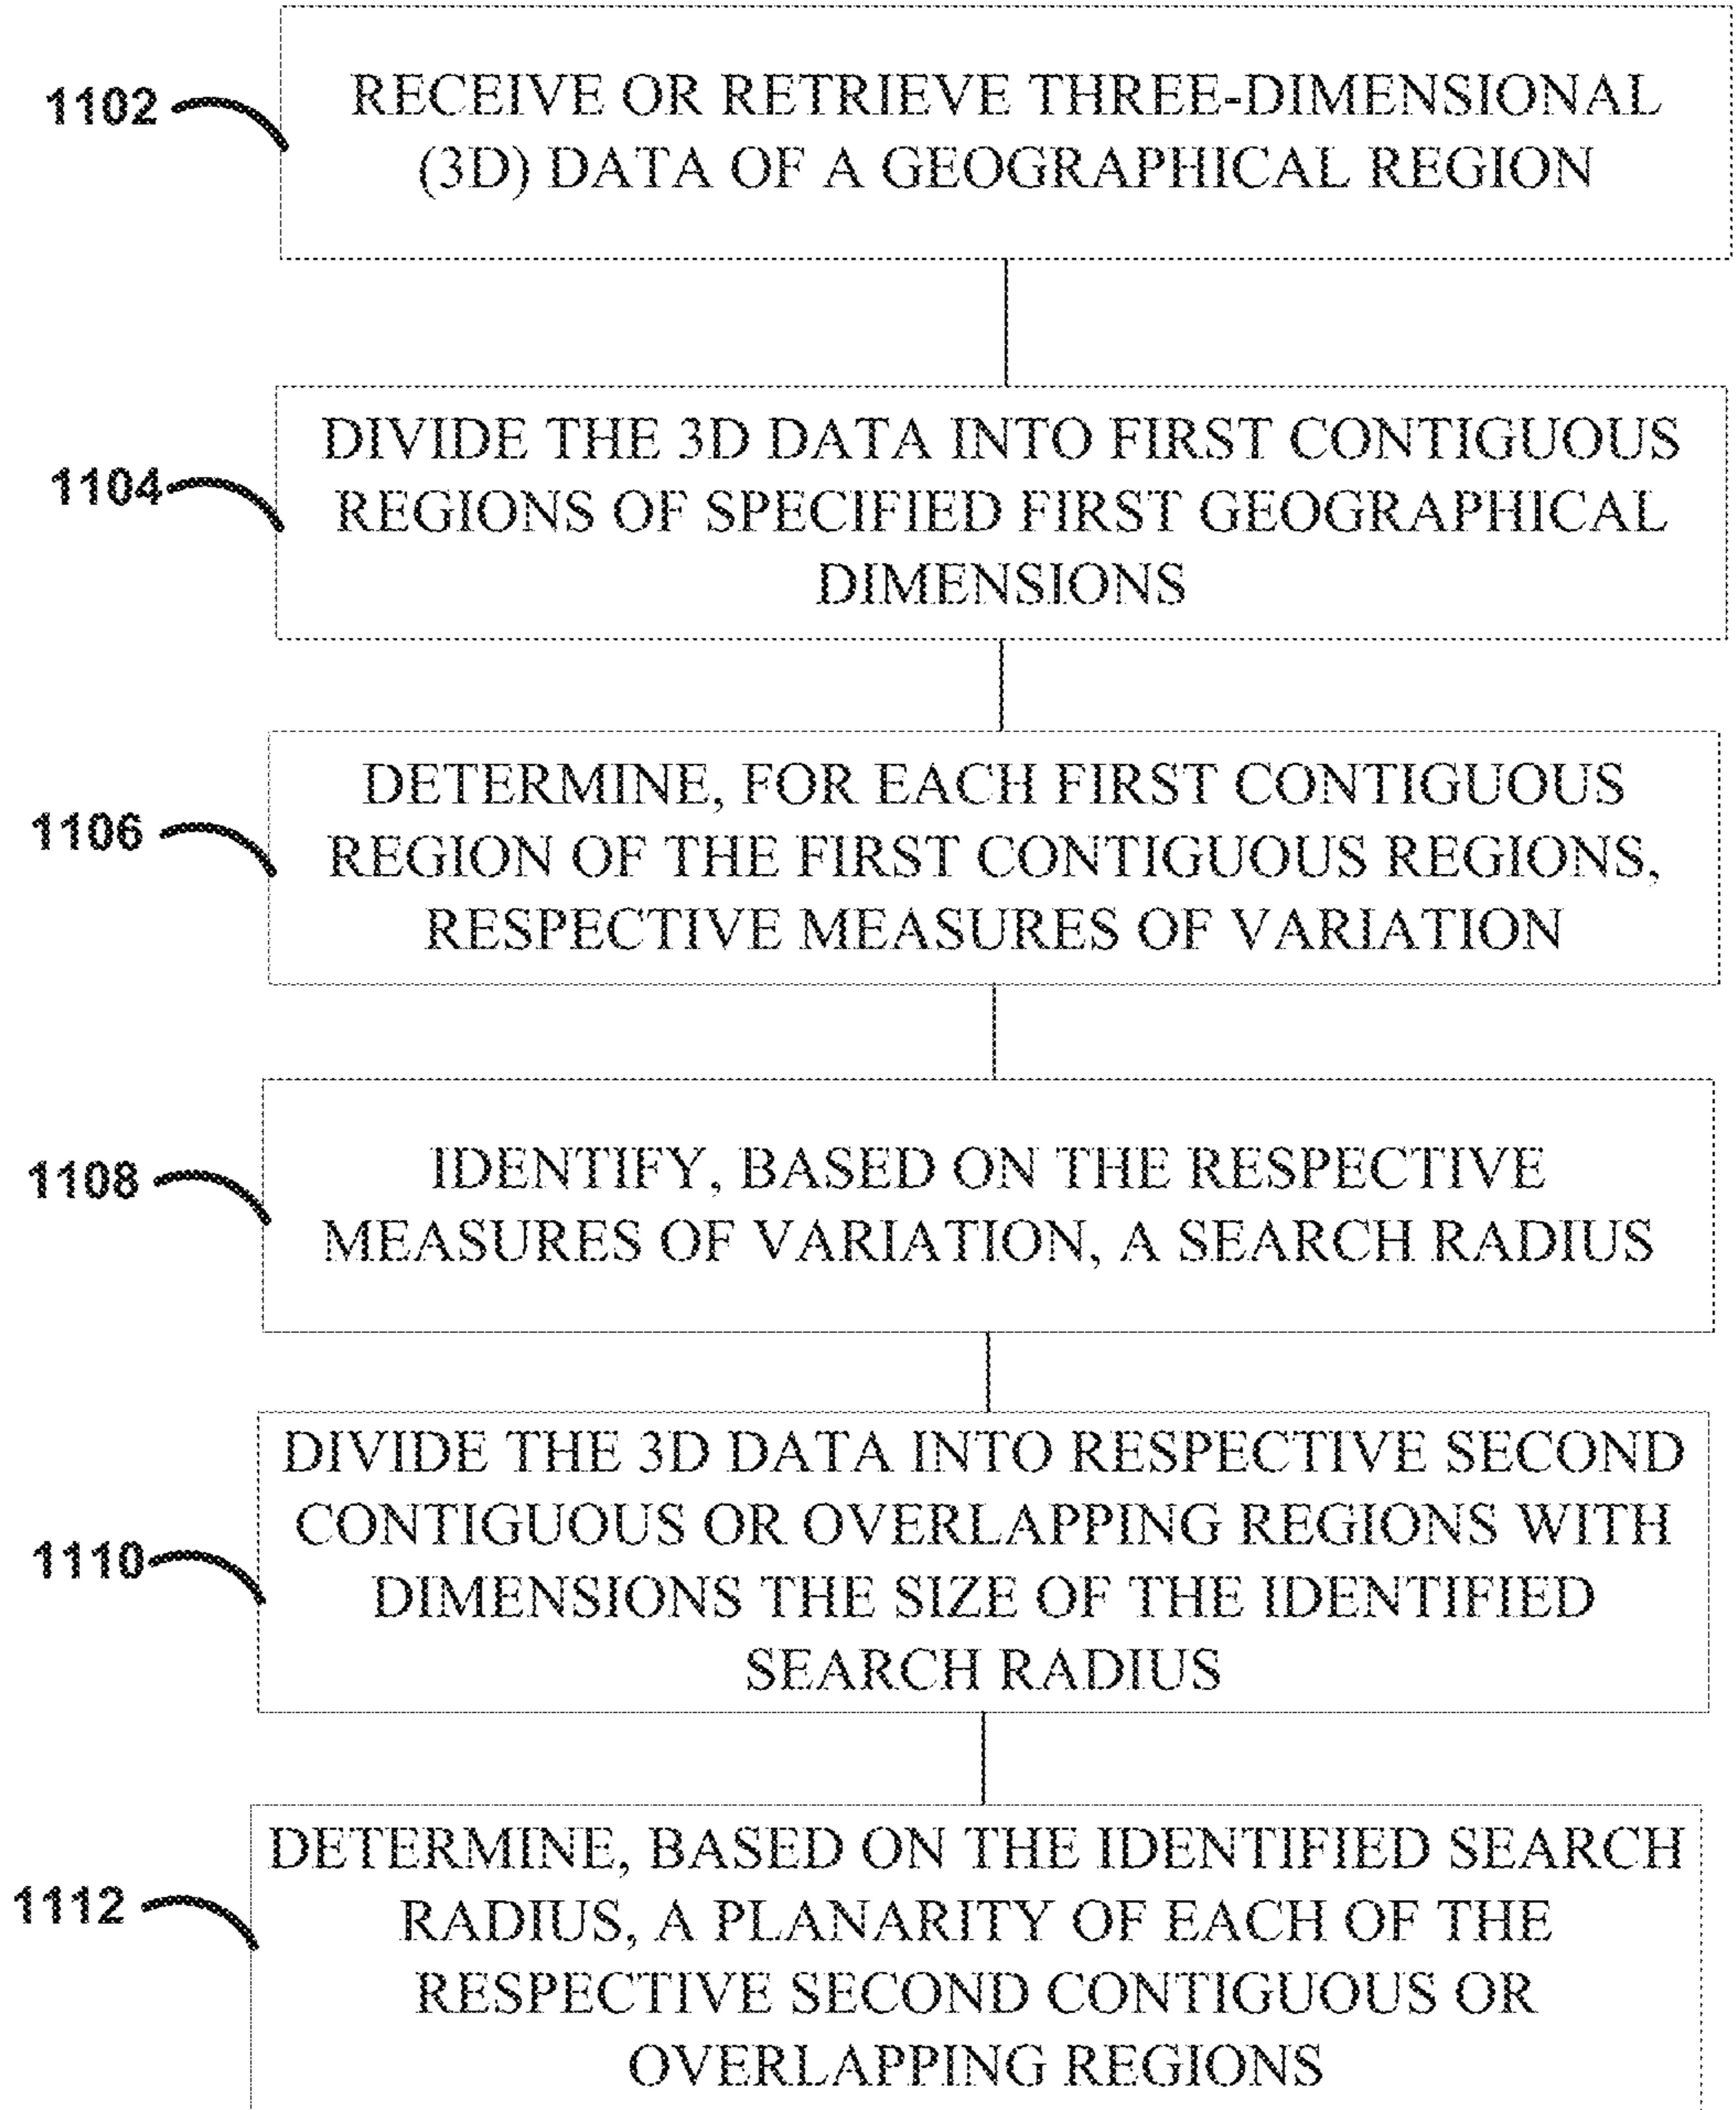 1102
RECEIVE OR RETRIEVE THREE-DIMENSIONAL
(3D) DATA OF A GEOGRAPHICAL REGION
1104
DIVIDE THE 3D DATA INTO FIRST CONTIGUOUS
REGIONS OF SPECIFIED FIRST GEOGRAPHICAL
DIMENSIONS
1106
DETERMINE, FOR EACH FIRST CONTIGUOUS
REGION OF THE FIRST CONTIGUOUS REGIONS,
RESPECTIVE MEASURES OF VARIATION
1108
IDENTIFY, BASED ON THE RESPECTIVE
MEASURES OF VARIATION, A SEARCH RADIUS
1110
DIVIDE THE 3D DATA INTO RESPECTIVE SECOND
CONTIGUOUS OR OVERLAPPING REGIONS WITH
DIMENSIONS THE SIZE OF THE IDENTIFIED
SEARCH RADIUS
1112
DETERMINE, BASED ON THE IDENTIFIED SEARCH
RADIUS, A PLANARITY OF EACH OF THE
RESPECTIVE SECOND CONTIGUOUS OR
OVERLAPPING REGIONS